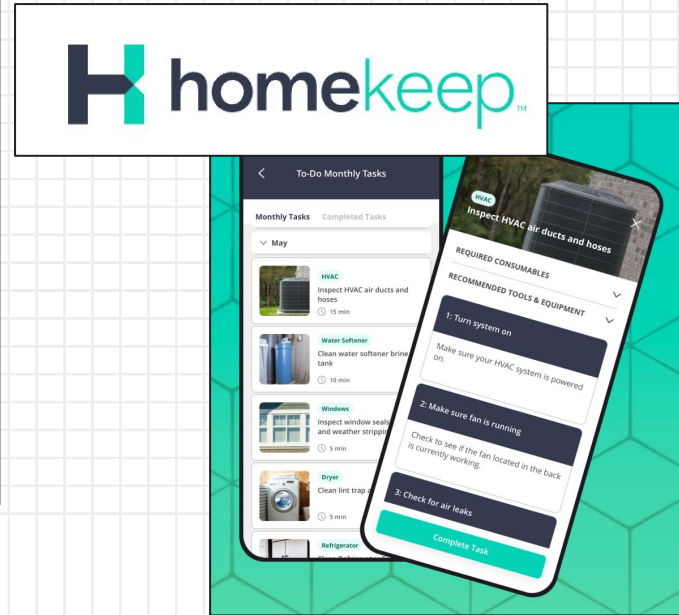 homekeep™
To-Do Monthly Tasks
Monthly Tasks Completed Tasks
May
HVAC
Inspect HVAC air ducts and
hoses
15 min
Water Softener
Clean water softener brine
tank
10 min
Windows
Inspect window seals
and weather
5 min
Dryer
Clean lint trap
5 min
Refrigerator
HVAC
Inspect HVAC air ducts and hoses
REQUIRED CONSUMABLES
RECOMMENDED TOOLS & EQUIPMENT
1: Turn system on
Make sure your HVAC system is powered
on.
2: Make sure fan is running
Check to see if the fan located in the back
is currently working.
3: Check for air leaks
Complete Task